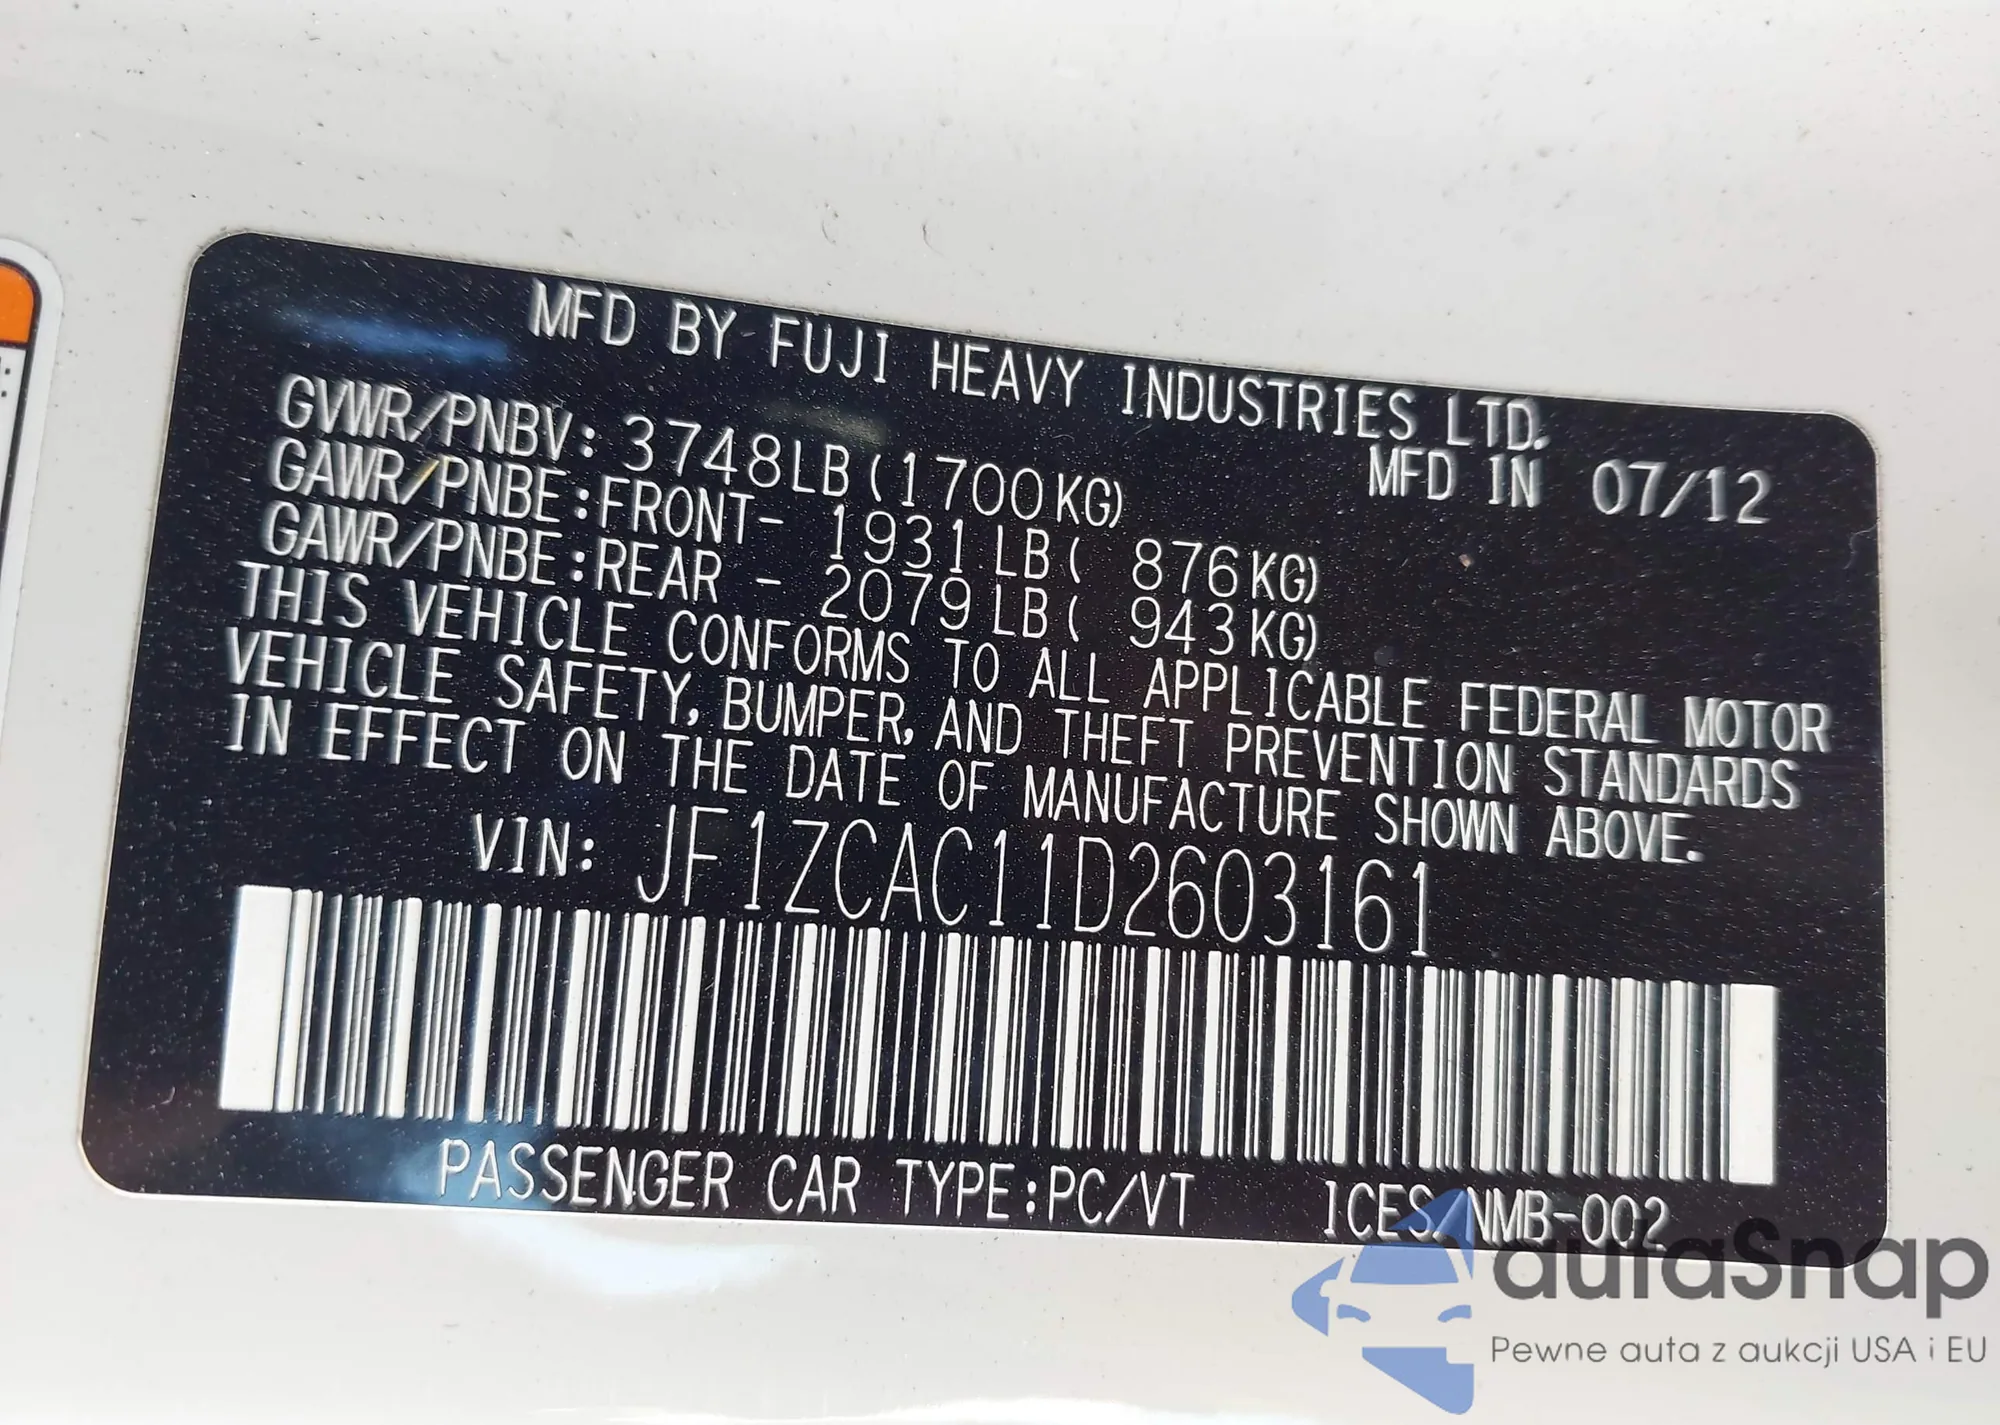 MFD BY FUJI HEAVY INDUSTRIES LTD.
GVWR/PNBV: 3748LB(1700KG) MFD IN 07/12
GAWR/PNBE:FRONT- 1931LB( 876KG)
GAWR/PNBE:REAR - 2079LB( 943KG)
THIS VEHICLE CONFORMS TO ALL APPLICABLE FEDERAL MOTOR
VEHICLE SAFETY, BUMPER, AND THEFT PREVENTION STANDARDS
IN EFFECT ON THE DATE OF MANUFACTURE SHOWN ABOVE.
VIN: JF1ZCAC11D2603161
PASSENGER CAR TYPE:PC/VT ICES/NMB-002
autaSnap
Pewne auta z aukcji USA i EU